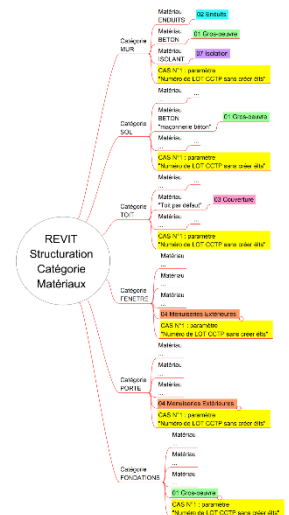 REVIT
Structuration
Catégorie
Matériaux
Catégorie
MUR
Matériau
ENDUITS
02 Enduits
Matériau
BETON
01 Gros-oeuvre
Matériau
ISOLANT
07 Isolation
CAS N°1 : paramètre
"Numéro de LOT CCTP sans créer élts"
Catégorie
SOL
Matériau
...
...
Matériau
BETON
"maçonnerie béton"
01 Gros-oeuvre
Matériau
...
...
CAS N°1 : paramètre
"Numéro de LOT CCTP sans créer élts"
Catégorie
TOIT
Matériau
...
...
Matériau
"Toit par défaut"
03 Couverture
Matériau
...
...
CAS N°1 : paramètre
"Numéro de LOT CCTP sans créer élts"
Catégorie
FENETRE
Matériau
...
Matériau
...
Matériau
...
04 Menuiseries Extérieures
CAS N°1 : paramètre
"Numéro de LOT CCTP sans créer élts"
Catégorie
PORTE
Matériau
...
Matériau
...
Matériau
...
04 Menuiseries Extérieures
CAS N°1 : paramètre
"Numéro de LOT CCTP sans créer élts"
Catégorie
FONDATIONS
Matériau
...
Matériau
...
Matériau
...
01 Gros-oeuvre
CAS N°1 : paramètre
"Numéro de LOT CCTP sans créer élts"